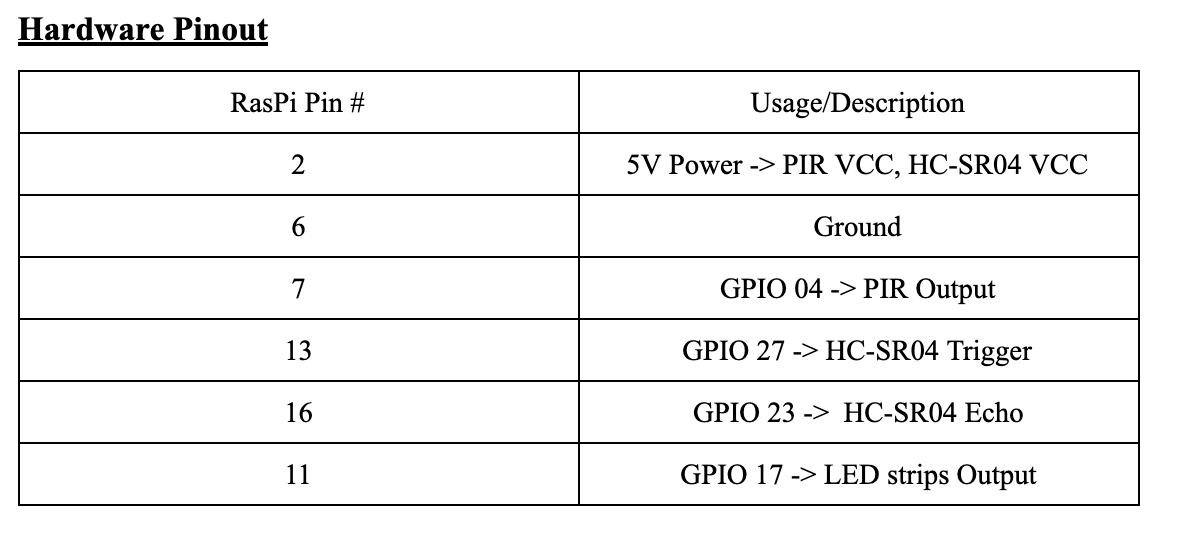 Hardware Pinout
RasPi Pin # Usage/Description
2 5V Power -> PIR VCC, HC-SR04 VCC
6 Ground
7 GPIO 04 -> PIR Output
13 GPIO 27 -> HC-SR04 Trigger
16 GPIO 23 -> HC-SR04 Echo
11 GPIO 17 -> LED strips Output